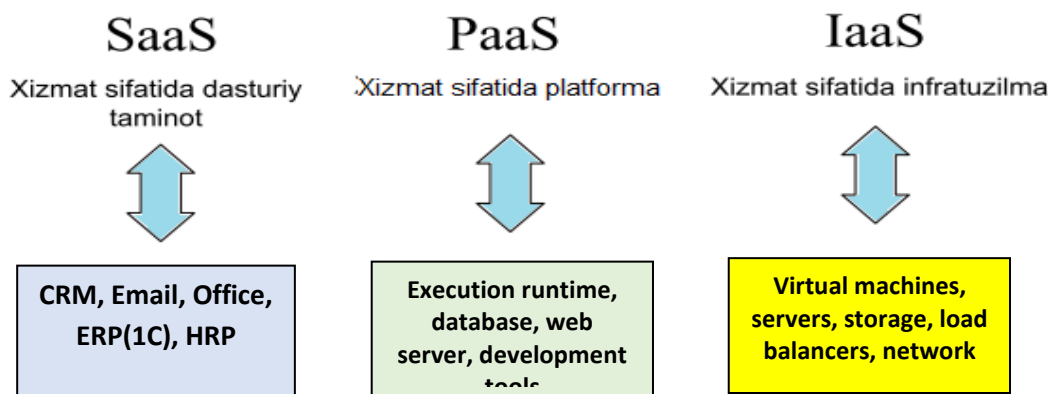 SaaS
Xizmat sifatida dasturiy
taminot
CRM, Email, Office,
ERP(1C), HRP
PaaS
Xizmat sifatida platforma
Execution runtime,
database, web
server, development
tools
IaaS
Xizmat sifatida infratuzilma
Virtual machines,
servers, storage, load
balancers, network